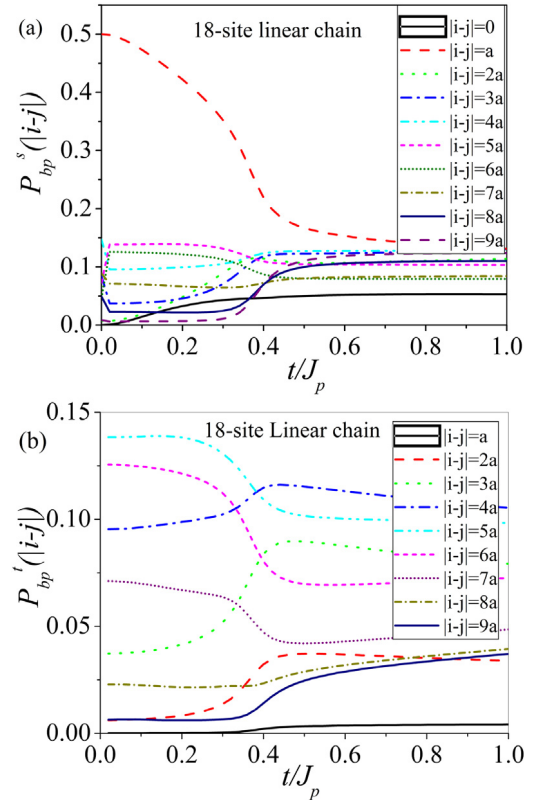 (a)
18-site linear chain
|i-j|=0
|i-j|=a
|i-j|=2a
|i-j|=3a
|i-j|=4a
|i-j|=5a
|i-j|=6a
|i-j|=7a
|i-j|=8a
|i-j|=9a
P_bp^s(|i-j|)
0.5
0.4
0.3
0.2
0.1
0.0
0.0 0.2 0.4 0.6 0.8 1.0
t/J_p
(b)
18-site Linear chain
|i-j|=a
|i-j|=2a
|i-j|=3a
|i-j|=4a
|i-j|=5a
|i-j|=6a
|i-j|=7a
|i-j|=8a
|i-j|=9a
P_bp^t(|i-j|)
0.15
0.10
0.05
0.00
0.0 0.2 0.4 0.6 0.8 1.0
t/J_p